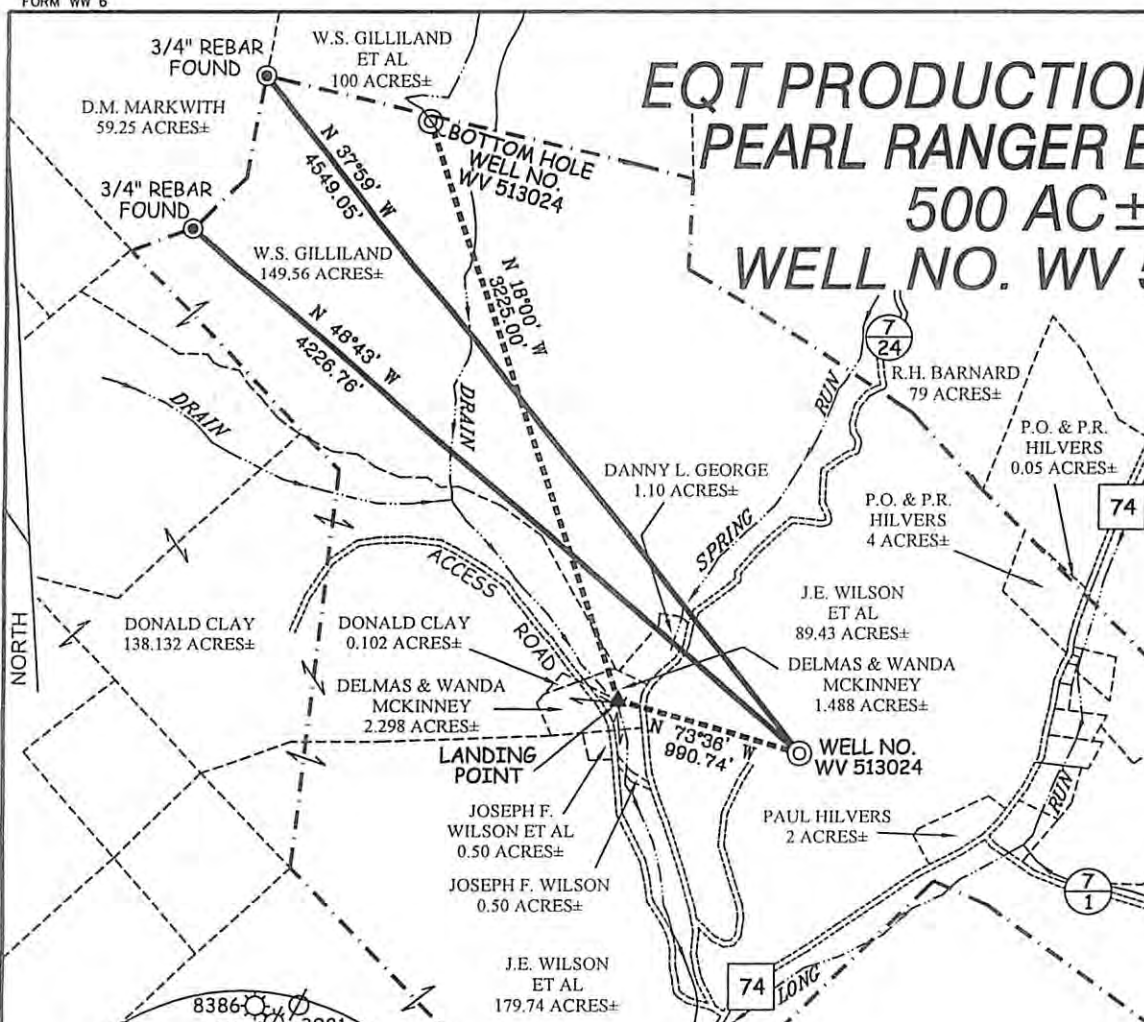 FORM WW 6
3/4" REBAR
FOUND
W.S. GILLILAND
ET AL
100 ACRES±
D.M. MARKWITH
59.25 ACRES±
EQT PRODUCTION
PEARL RANGER E
500 AC±
WELL NO. WV 5
BOTTOM HOLE
WELL NO.
WV 513024
N 37°59' W
4549.05'
3/4" REBAR
FOUND
W.S. GILLILAND
149.56 ACRES±
N 18°00' W
3225.00'
N 48°43' W
4226.76'
7
24
R.H. BARNARD
79 ACRES±
DRAIN
DRAIN
RUN
SPRING
P.O. & P.R.
HILVERS
0.05 ACRES±
DANNY L. GEORGE
1.10 ACRES±
P.O. & P.R.
HILVERS
4 ACRES±
74
ACCESS
ROAD
J.E. WILSON
ET AL
89.43 ACRES±
NORTH
DONALD CLAY
138.132 ACRES±
DONALD CLAY
0.102 ACRES±
DELMAS & WANDA
MCKINNEY
2.298 ACRES±
DELMAS & WANDA
MCKINNEY
1.488 ACRES±
LANDING
POINT
N 73°36' W
990.74'
WELL NO.
WV 513024
JOSEPH F.
WILSON ET AL
0.50 ACRES±
PAUL HILVERS
2 ACRES±
RUN
JOSEPH F. WILSON
0.50 ACRES±
7
1
J.E. WILSON
ET AL
179.74 ACRES±
74
LONG
8386